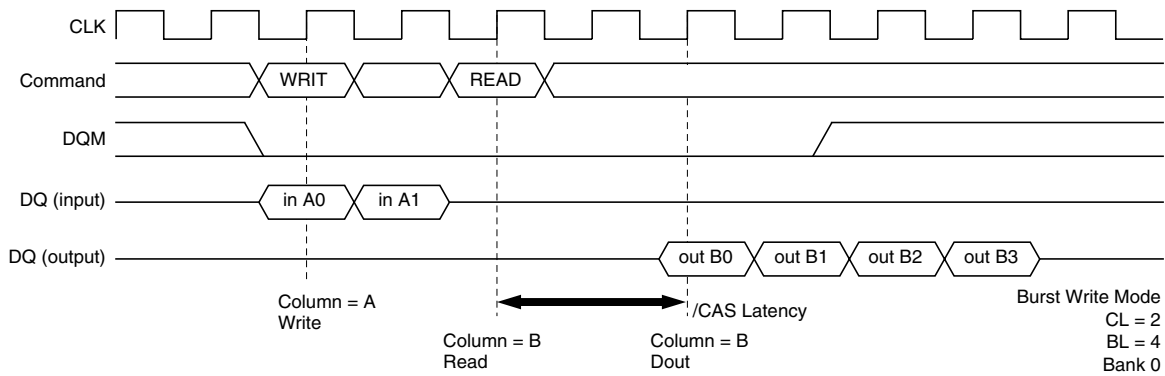 CLK
Command
WRIT
READ
DQM
DQ (input)
in A0
in A1
DQ (output)
out B0
out B1
out B2
out B3
Column = A
Write
/CAS Latency
Column = B
Read
Column = B
Dout
Burst Write Mode
CL = 2
BL = 4
Bank 0